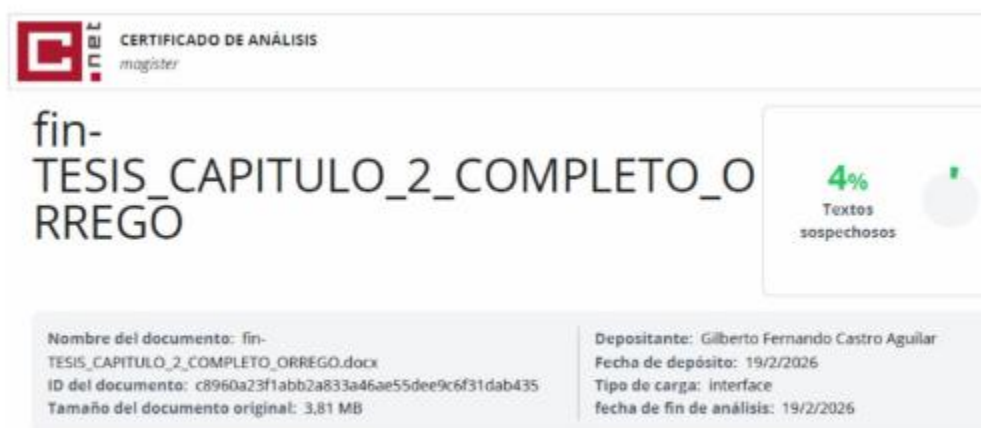 C.net
CERTIFICADO DE ANÁLISIS
magister
fin-
TESIS_CAPITULO_2_COMPLETO_O
RREGO
4%
Textos
sospechosos
Nombre del documento: fin-
TESIS_CAPITULO_2_COMPLETO_ORREGO.docx
ID del documento: c8960a23f1abb2a833a46ae55dee9c6f31dab435
Tamaño del documento original: 3,81 MB
Depositante: Gilberto Fernando Castro Aguilar
Fecha de depósito: 19/2/2026
Tipo de carga: interface
fecha de fin de análisis: 19/2/2026